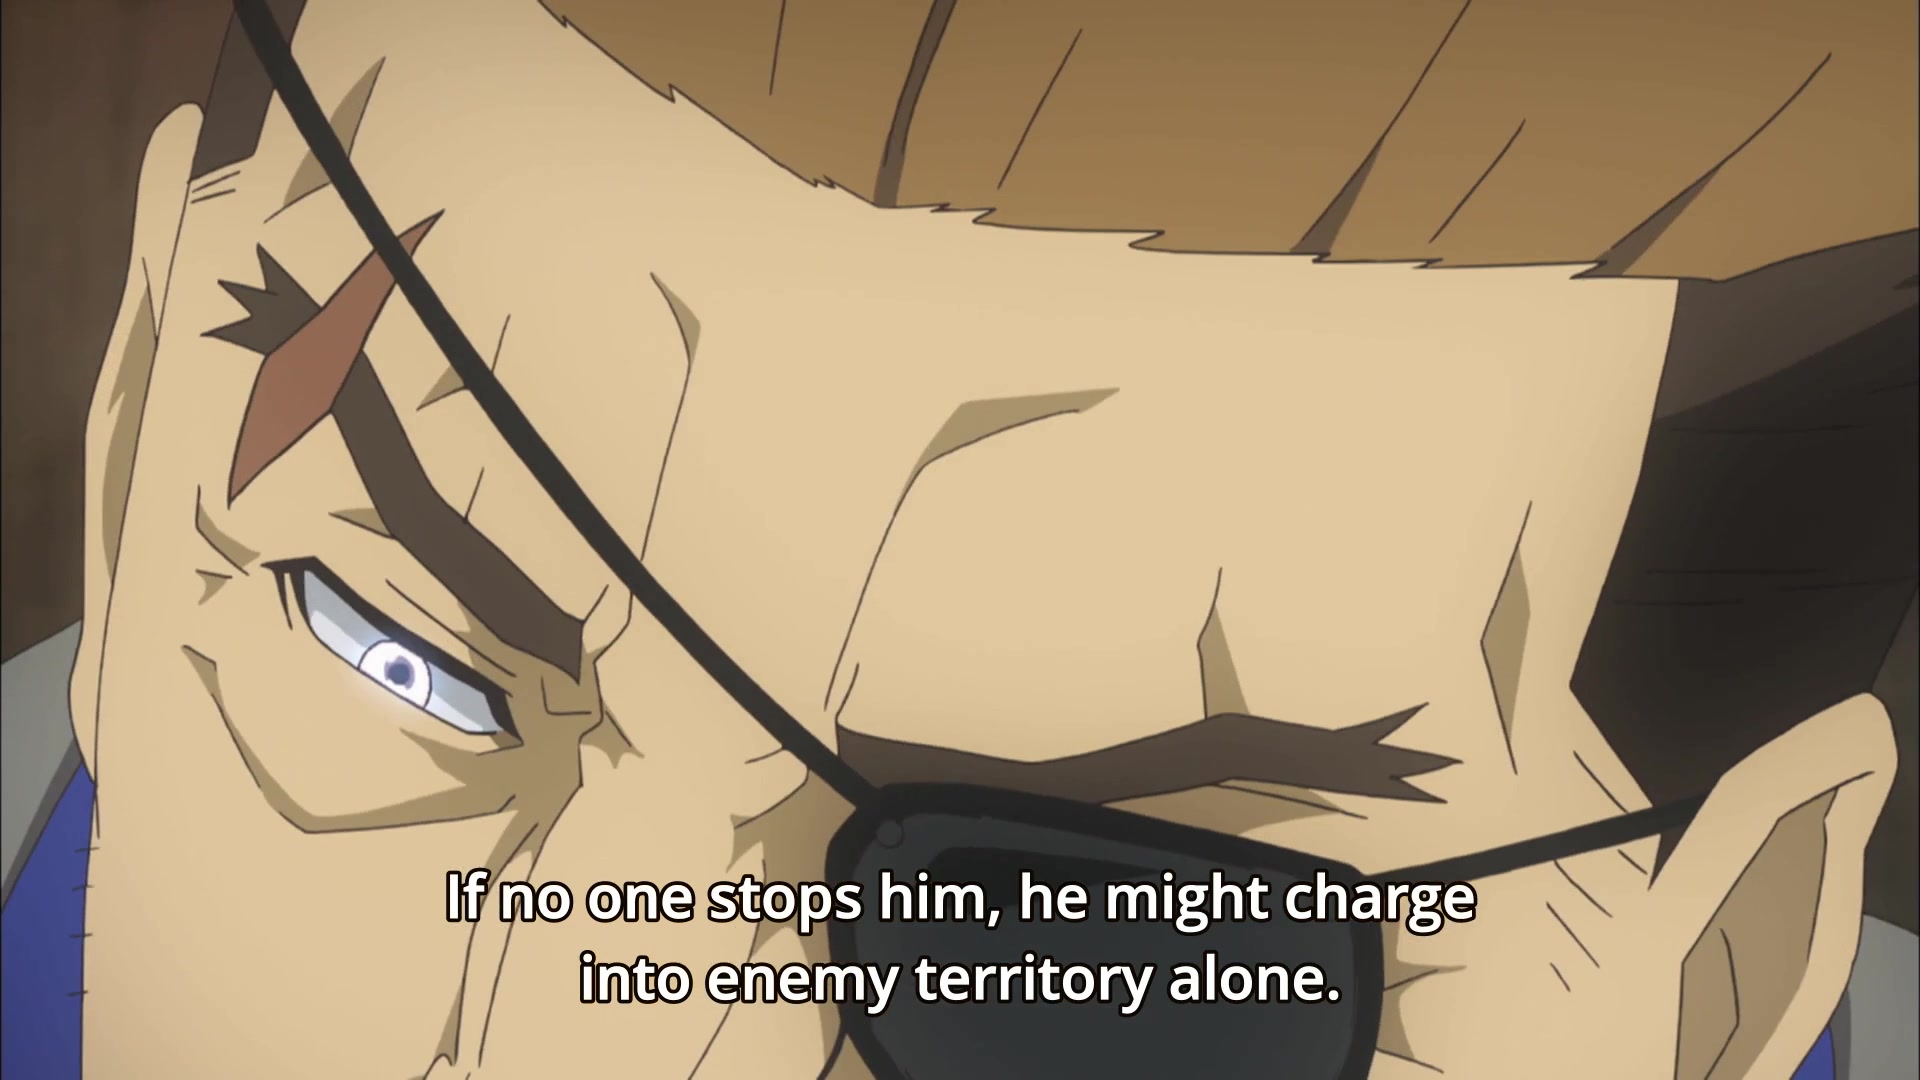 If no one stops him, he might charge
into enemy territory alone.